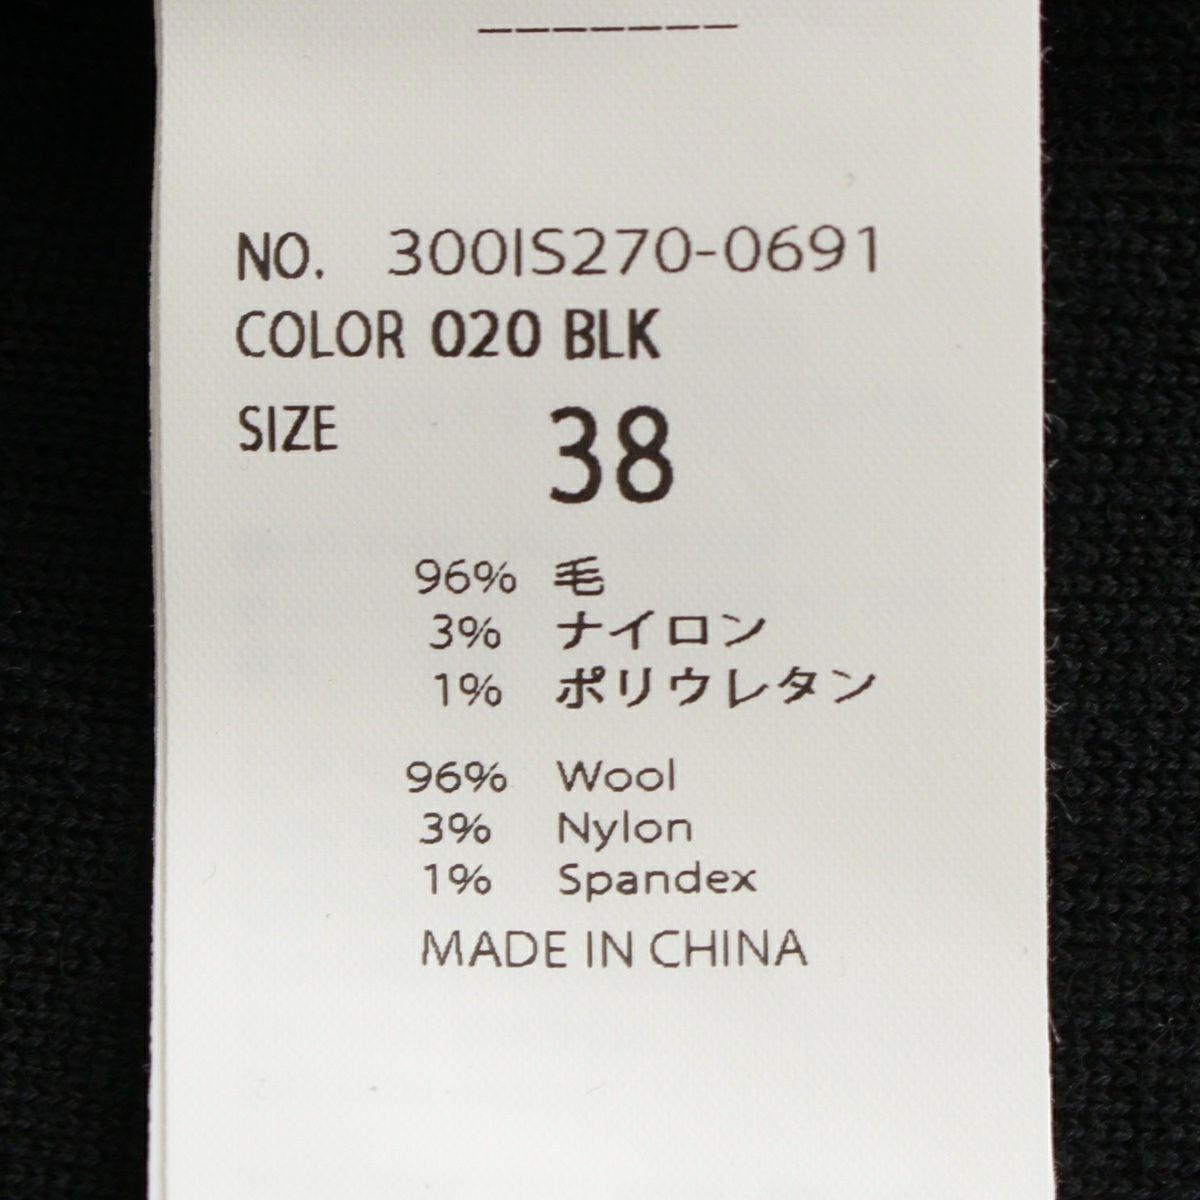 NO. 300IS270-0691
COLOR 020 BLK
SIZE 38
96% 毛
3% ナイロン
1% ポリウレタン
96% Wool
3% Nylon
1% Spandex
MADE IN CHINA